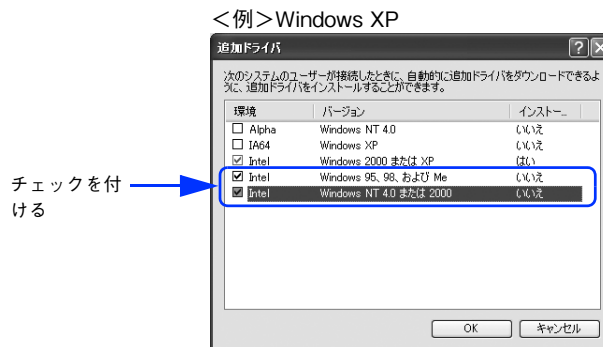 ＜例＞Windows XP
追加ドライバ
次のシステムのユーザーが接続したときに、自動的に追加ドライバをダウンロードできるよ
うに、追加ドライバをインストールすることができます。
環境 バージョン インストー...
Alpha Windows NT 4.0 いいえ
IA64 Windows XP いいえ
Intel Windows 2000 または XP はい
Intel Windows 95、98、および Me いいえ
Intel Windows NT 4.0 または 2000 いいえ
チェックを付
ける
OK キャンセル